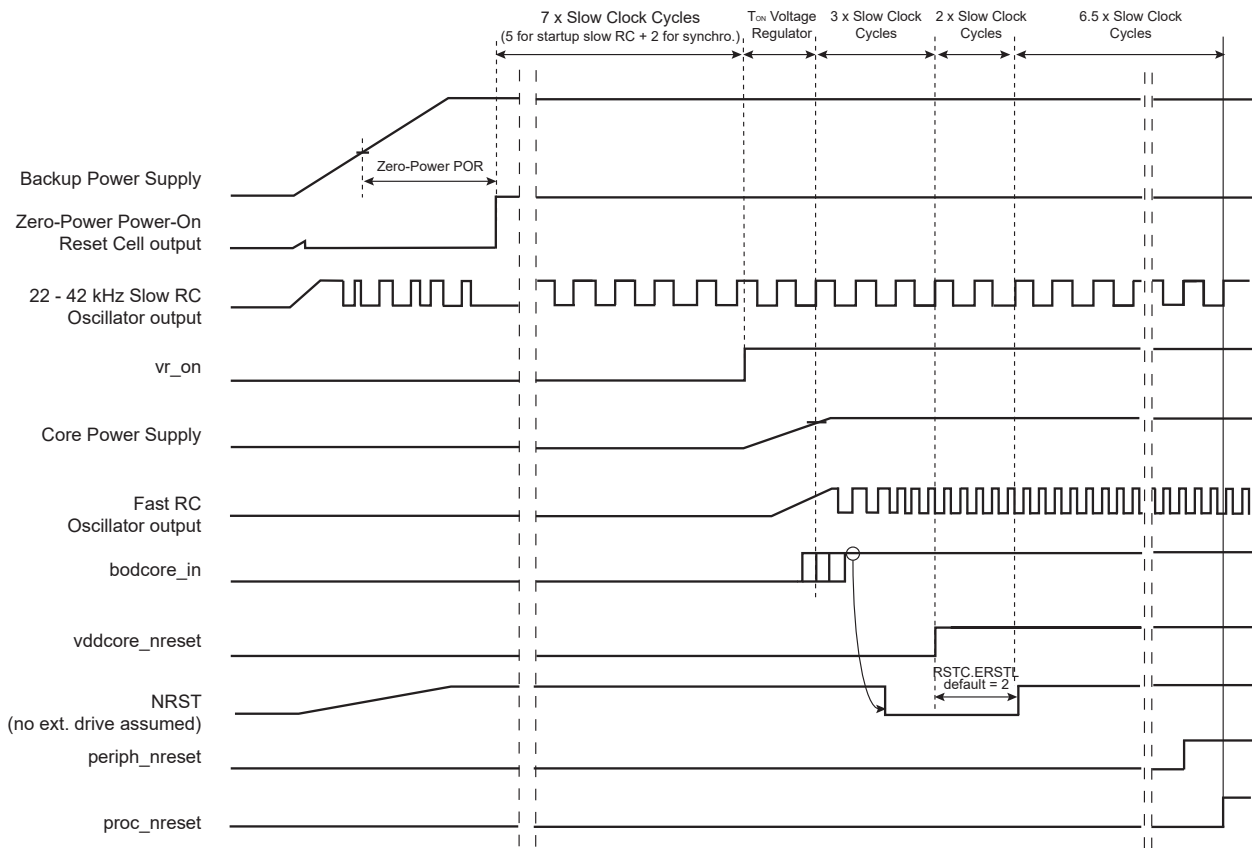 7 x Slow Clock Cycles
(5 for startup slow RC + 2 for synchro.)
TON Voltage
Regulator
3 x Slow Clock
Cycles
2 x Slow Clock
Cycles
6.5 x Slow Clock
Cycles
Zero-Power POR
Backup Power Supply
Zero-Power Power-On
Reset Cell output
22 - 42 kHz Slow RC
Oscillator output
vr_on
Core Power Supply
Fast RC
Oscillator output
bodcore_in
vddcore_nreset
RSTC.ERSTL
default = 2
NRST
(no ext. drive assumed)
periph_nreset
proc_nreset